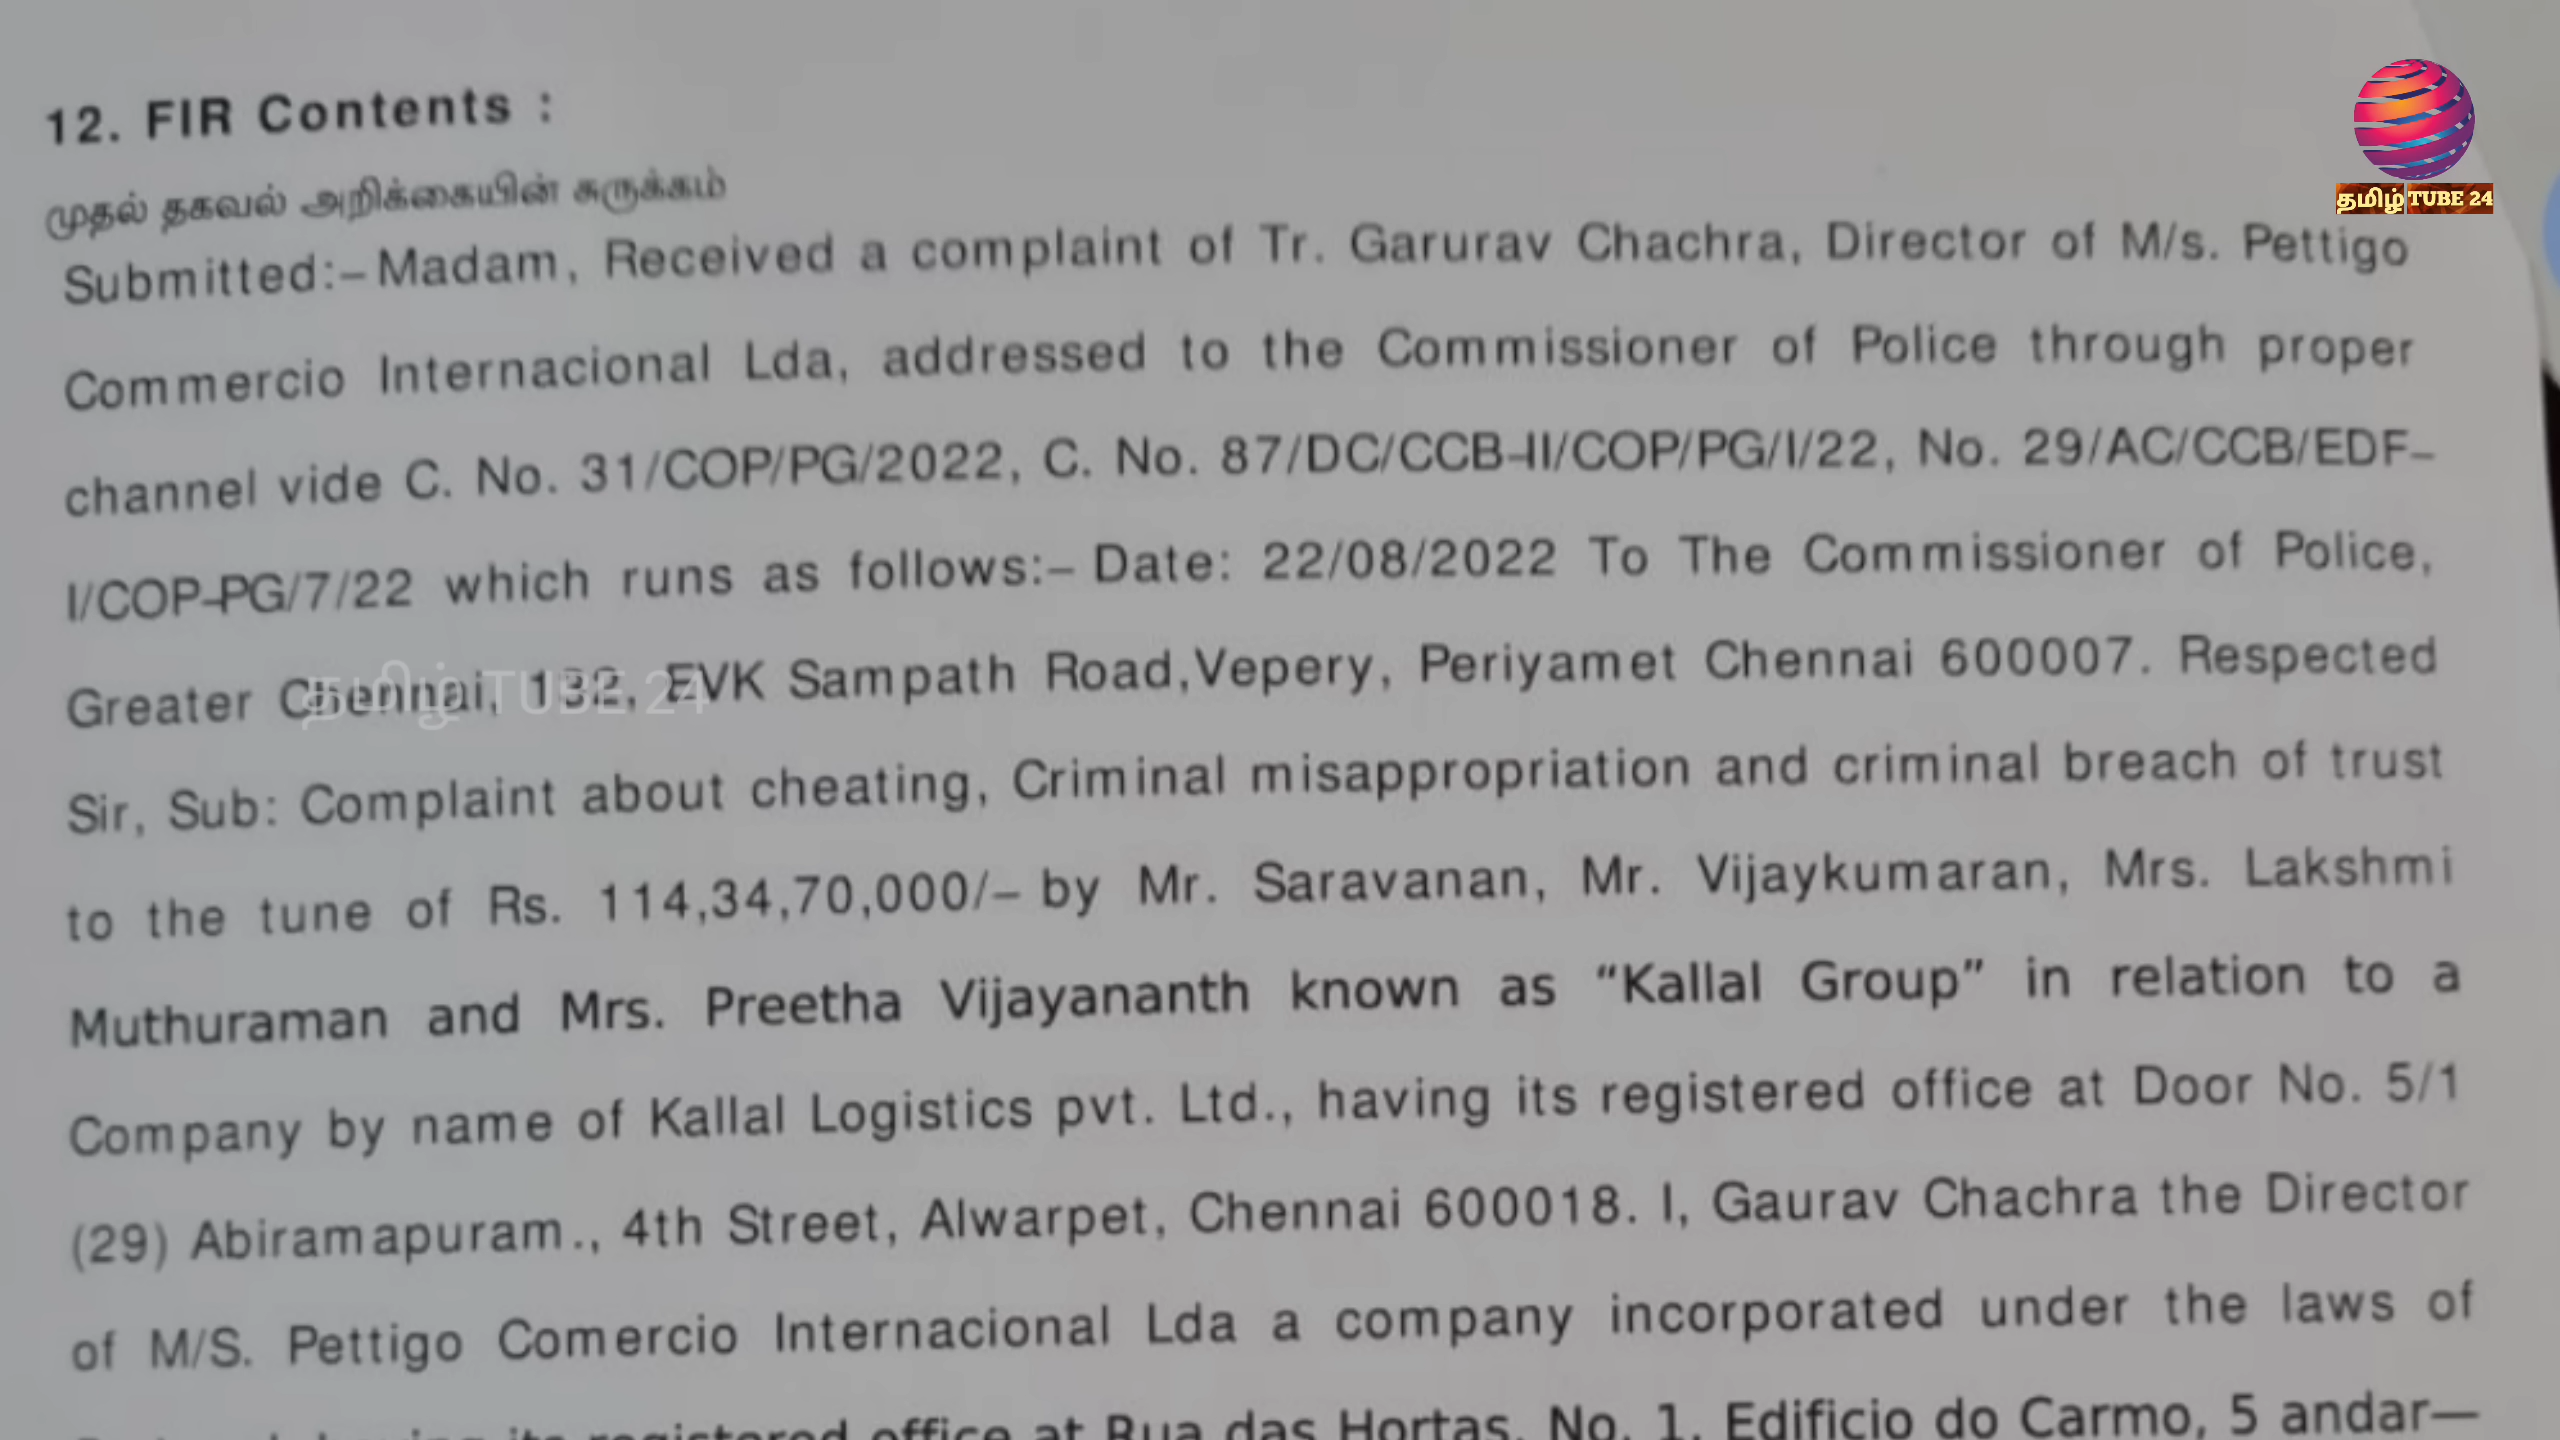 12. FIR Contents :
முதல் தகவல் அறிக்கையின் சுருக்கம்
தமிழ் TUBE 24
Submitted:– Madam, Received a complaint of Tr. Garurav Chachra, Director of M/s. Pettigo
Commercio Internacional Lda, addressed to the Commissioner of Police through proper
channel vide C. No. 31/COP/PG/2022, C. No. 87/DC/CCB-II/COP/PG/I/22, No. 29/AC/CCB/EDF–
I/COP-PG/7/22 which runs as follows:– Date: 22/08/2022 To The Commissioner of Police,
Greater Chennai, 132, EVK Sampath Road,Vepery, Periyamet Chennai 600007. Respected
தமிழ் TUBE 24
Sir, Sub: Complaint about cheating, Criminal misappropriation and criminal breach of trust
to the tune of Rs. 114,34,70,000/– by Mr. Saravanan, Mr. Vijaykumaran, Mrs. Lakshmi
Muthuraman and Mrs. Preetha Vijayananth known as “Kallal Group” in relation to a
Company by name of Kallal Logistics pvt. Ltd., having its registered office at Door No. 5/1
(29) Abiramapuram., 4th Street, Alwarpet, Chennai 600018. I, Gaurav Chachra the Director
of M/S. Pettigo Comercio Internacional Lda a company incorporated under the laws of
registered office at Rua das Hortas, No. 1, Edificio do Carmo, 5 andar—